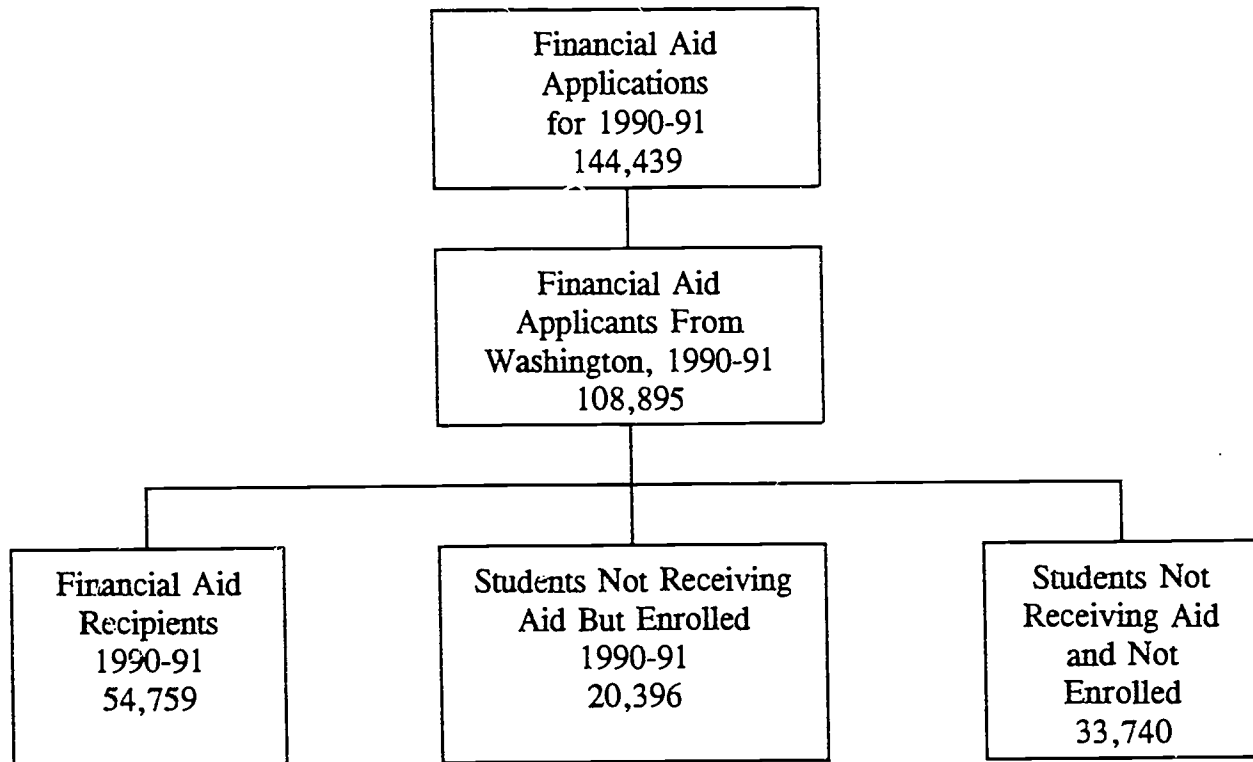 Financial Aid
Applications
for 1990-91
144,439
Financial Aid
Applicants From
Washington, 1990-91
108,895
Financial Aid
Recipients
1990-91
54,759
Students Not Receiving
Aid But Enrolled
1990-91
20,396
Students Not
Receiving Aid
and Not
Enrolled
33,740